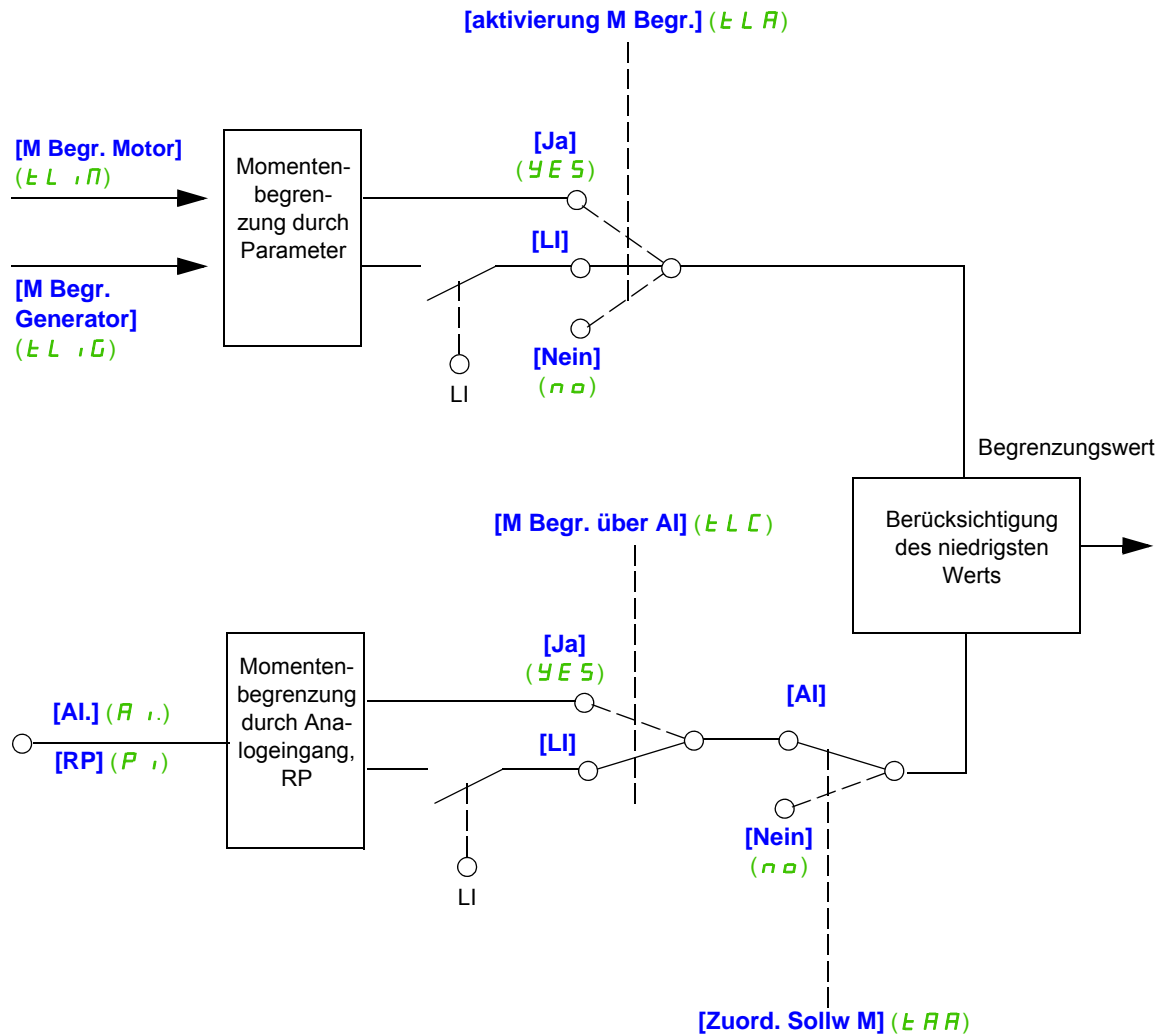 [aktivierung M Begr.] (tLA)
[M Begr. Motor]
(tLiM)
Momenten-
begren-
zung durch
Parameter
[Ja]
(YES)
[LI]
[M Begr.
Generator]
(tLiG)
[Nein]
(no)
LI
Begrenzungswert
[M Begr. über AI] (tLC)
Berücksichtigung
des niedrigsten
Werts
[Ja]
(YES)
Momenten-
begrenzung
durch Ana-
logeingang,
RP
[AI.] (Ai.)
[RP] (Pi)
[LI]
[AI]
[Nein]
(no)
LI
[Zuord. Sollw M] (tAA)